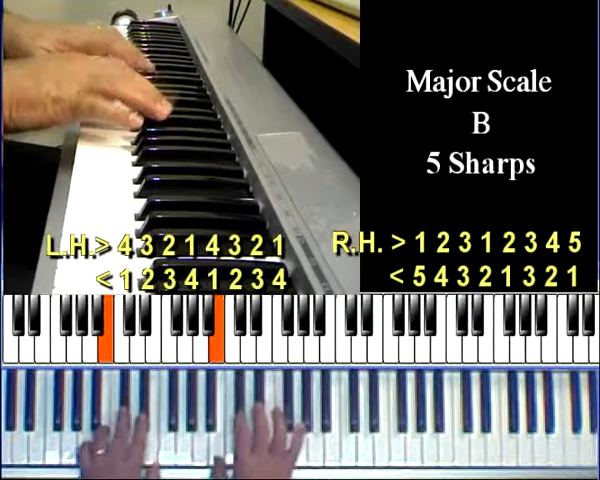 Major Scale
B
5 Sharps
L.H.> 4 3 2 1 4 3 2 1
< 1 2 3 4 1 2 3 4
R.H. > 1 2 3 1 2 3 4 5
< 5 4 3 2 1 3 2 1